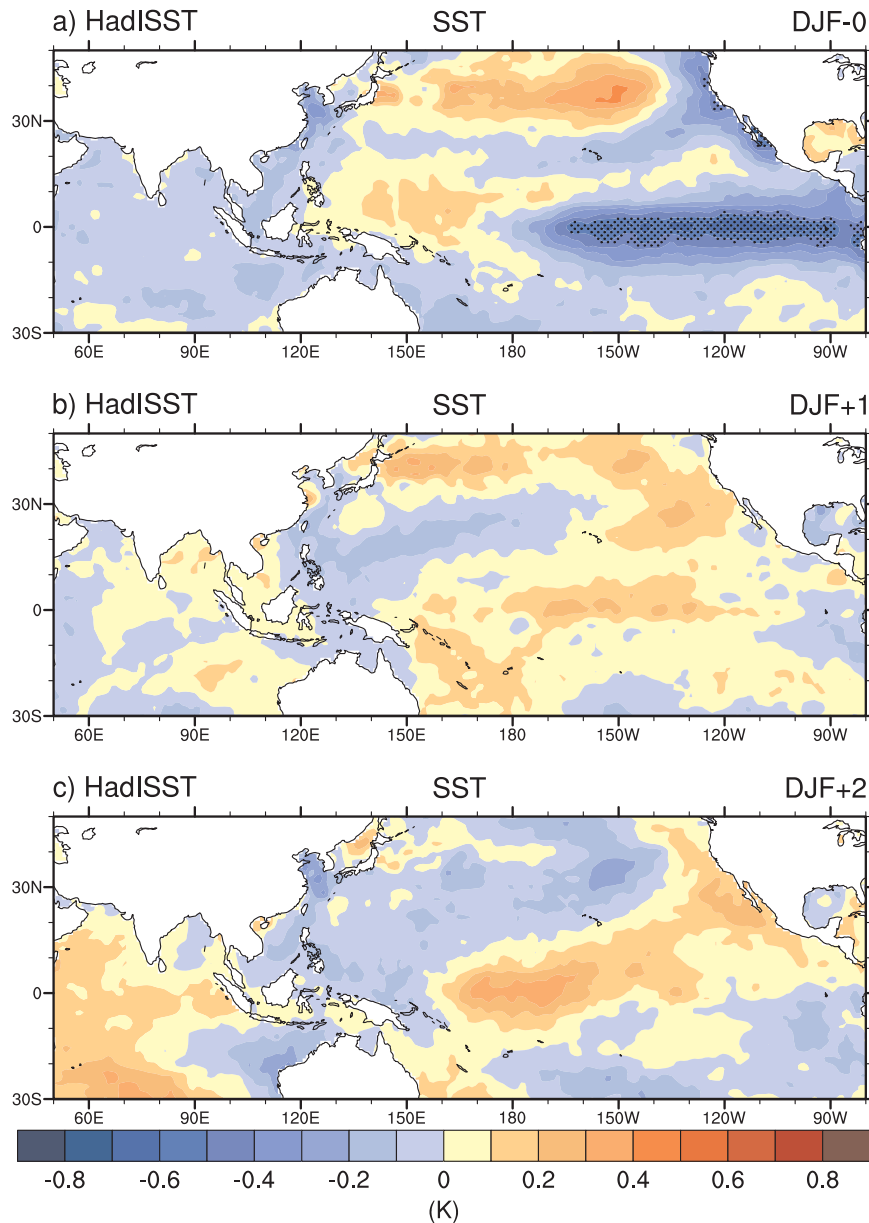 a) HadISST SST DJF-0
30N
0
30S
60E 90E 120E 150E 180 150W 120W 90W
b) HadISST SST DJF+1
30N
0
30S
60E 90E 120E 150E 180 150W 120W 90W
c) HadISST SST DJF+2
30N
0
30S
60E 90E 120E 150E 180 150W 120W 90W
-0.8 -0.6 -0.4 -0.2 0 0.2 0.4 0.6 0.8
(K)